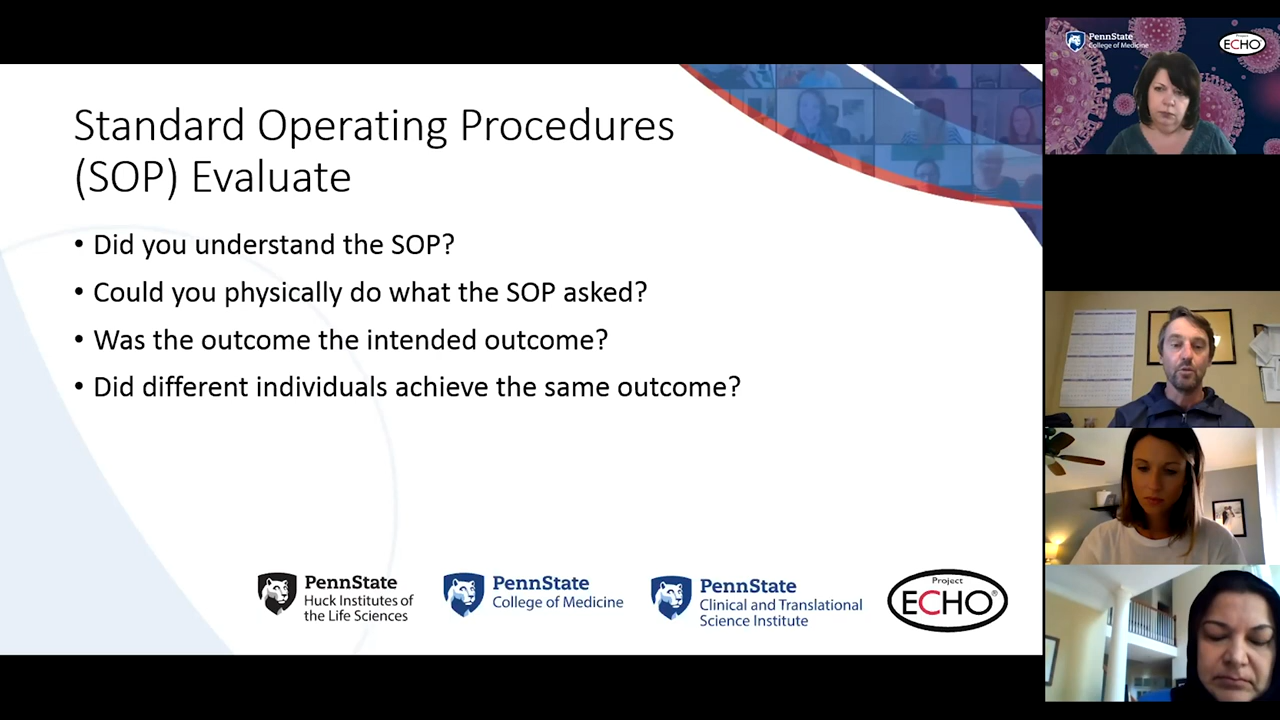 Standard Operating Procedures
(SOP) Evaluate
• Did you understand the SOP?
• Could you physically do what the SOP asked?
• Was the outcome the intended outcome?
• Did different individuals achieve the same outcome?
PennState
Huck Institutes of
the Life Sciences
PennState
College of Medicine
PennState
Clinical and Translational
Science Institute
Project
ECHO®
PennState
College of Medicine
Project
ECHO